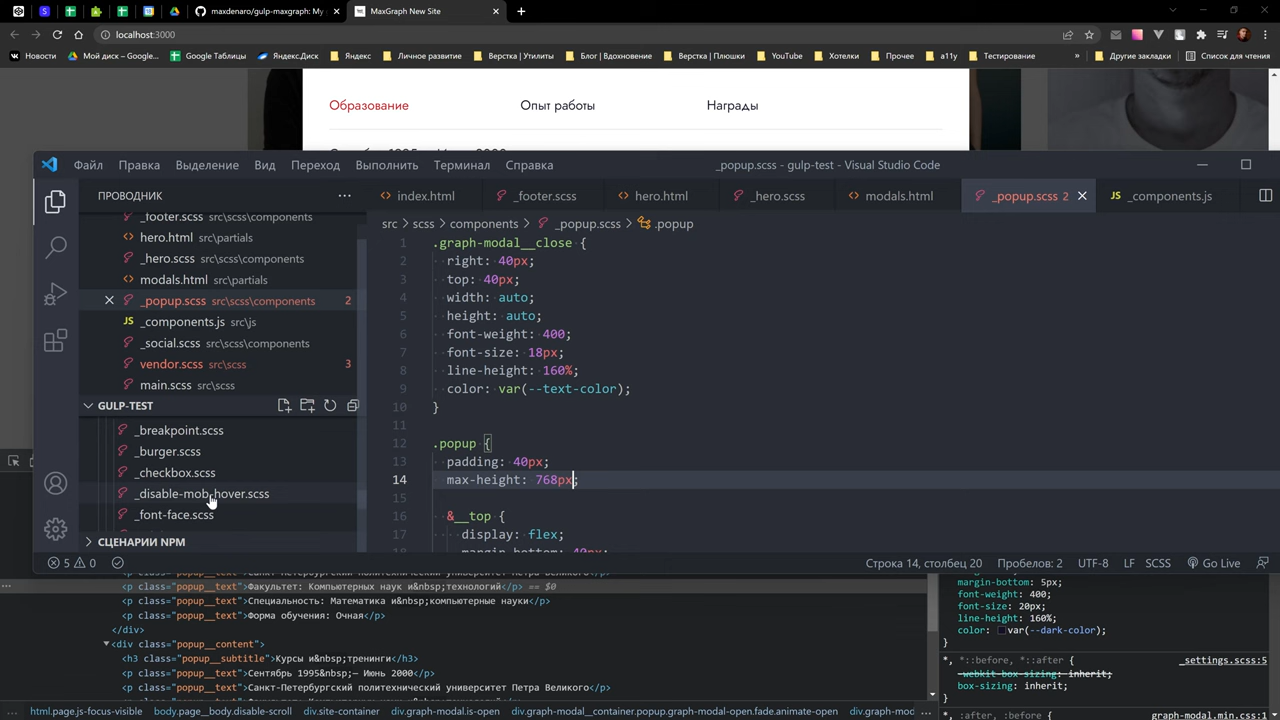 maxdenaro/gulp-maxgraph: My
MaxGraph New Site
localhost:3000
Новости
Мой диск – Google...
Google Таблицы
Яндекс.Диск
Яндекс
Личное развитие
Верстка | Утилиты
Блог | Вдохновение
Верстка | Плюшки
YouTube
Хотелки
Прочее
a11y
Тестирование
»
Другие закладки
Список для чтения
Образование
Опыт работы
Награды
Файл
Правка
Выделение
Вид
Переход
Выполнить
Терминал
Справка
_popup.scss - gulp-test - Visual Studio Code
ПРОВОДНИК
index.html
_footer.scss
hero.html
_hero.scss
modals.html
_popup.scss 2
_components.js
_footer.scss src\scss\components
hero.html src\partials
_hero.scss src\scss\components
modals.html src\partials
_popup.scss src\scss\components 2
_components.js src\js
_social.scss src\scss\components
vendor.scss src\scss 3
main.scss src\scss
GULP-TEST
_breakpoint.scss
_burger.scss
_checkbox.scss
_disable-mob-hover.scss
_font-face.scss
СЦЕНАРИИ NPM
src > scss > components > _popup.scss > .popup
1 .graph-modal__close {
2 right: 40px;
3 top: 40px;
4 width: auto;
5 height: auto;
6 font-weight: 400;
7 font-size: 18px;
8 line-height: 160%;
9 color: var(--text-color);
10 }
11
12 .popup {
13 padding: 40px;
14 max-height: 768px;
15
16 &__top {
17 display: flex;
18 margin-bottom: 40px;
5 0
Строка 14, столбец 20
Пробелов: 2
UTF-8
LF
SCSS
Go Live
<p class="popup__text">Санкт-Петербургский политехнический университет Петра Великого</p>
<p class="popup__text">Факультет: Компьютерных наук и&nbsp;технологий</p> == $0
<p class="popup__text">Специальность: Математика и&nbsp;компьютерные науки</p>
<p class="popup__text">Форма обучения: Очная</p>
</div>
<div class="popup__content">
<h3 class="popup__subtitle">Курсы и&nbsp;тренинги</h3>
<p class="popup__text">Сентябрь 1995&nbsp;– Июнь 2000</p>
<p class="popup__text">Санкт-Петербургский политехнический университет Петра Великого</p>
margin-bottom: 5px;
font-weight: 400;
font-size: 20px;
line-height: 160%;
color: var(--dark-color);
}
*, *::before, *::after { _settings.scss:5
-webkit-box-sizing: inherit;
box-sizing: inherit;
}
*, :after, :before { graph-modal.min.css:1
html.page.js-focus-visible
body.page__body.disable-scroll
div.site-container
div.graph-modal.is-open
div.graph-modal__container.popup.graph-modal-open.fade.animate-open